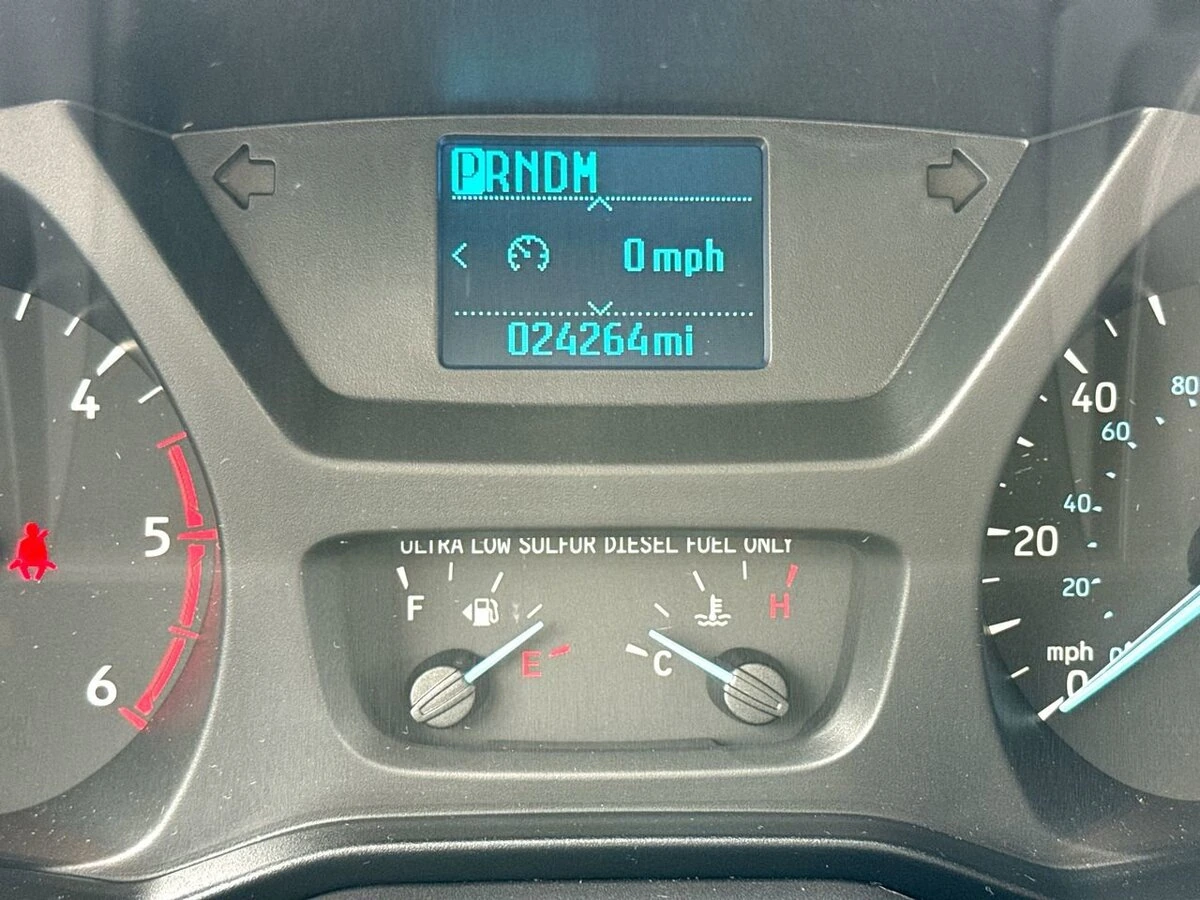 PRNDM
0 mph
024264mi
4
5
6
ULTRA LOW SULFUR DIESEL FUEL ONLY
F
E
C
H
80
40
60
40
20
20
mph
0